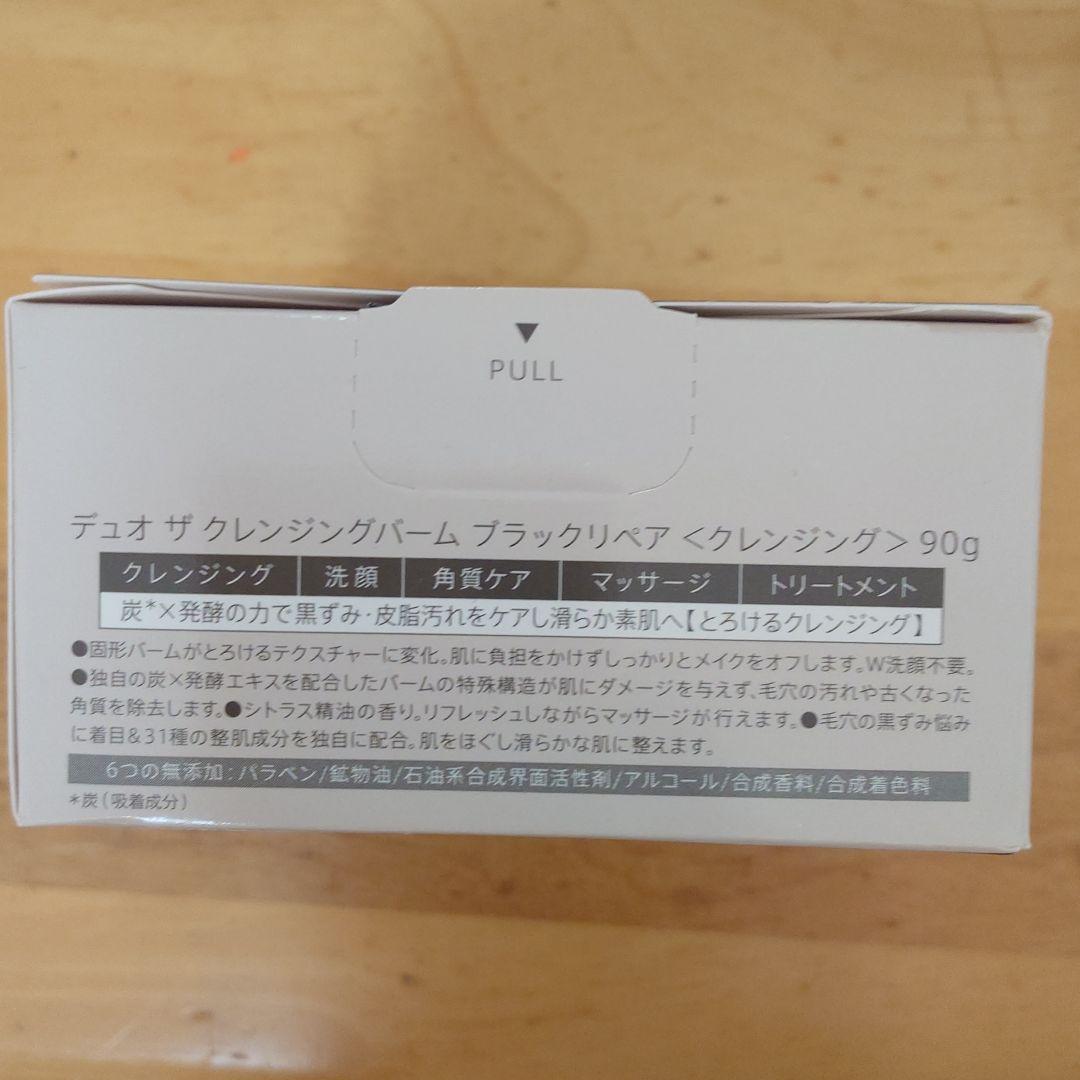 ▼
PULL
デュオ ザ クレンジングバーム ブラックリペア <クレンジング> 90g
クレンジング 洗顔 角質ケア マッサージ トリートメント
炭*×発酵の力で黒ずみ・皮脂汚れをケアし滑らか素肌へ【とろけるクレンジング】
●固形バームがとろけるテクスチャーに変化。肌に負担をかけずしっかりとメイクをオフします。W洗顔不要。
●独自の炭×発酵エキスを配合したバームの特殊構造が肌にダメージを与えず、毛穴の汚れや古くなった
角質を除去します。●シトラス精油の香り。リフレッシュしながらマッサージが行えます。●毛穴の黒ずみ悩み
に着目&31種の整肌成分を独自に配合。肌をほぐし滑らかな肌に整えます。
6つの無添加:パラベン/鉱物油/石油系合成界面活性剤/アルコール/合成香料/合成着色料
*炭(吸着成分)